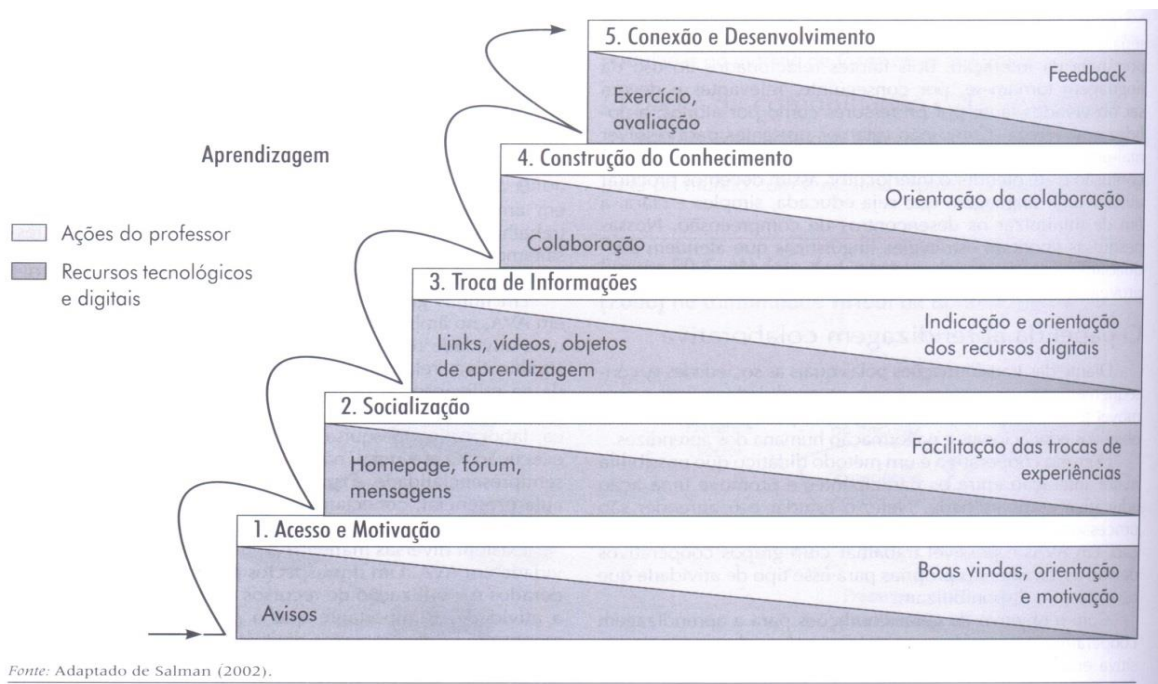 5. Conexão e Desenvolvimento
Feedback
Exercício,
avaliação
Aprendizagem
4. Construção do Conhecimento
Orientação da colaboração
Colaboração
Ações do professor
Recursos tecnológicos
e digitais
3. Troca de Informações
Indicação e orientação
dos recursos digitais
Links, vídeos, objetos
de aprendizagem
2. Socialização
Facilitação das trocas de
experiências
Homepage, fórum,
mensagens
1. Acesso e Motivação
Boas vindas, orientação
e motivação
Avisos
Fonte: Adaptado de Salman (2002).